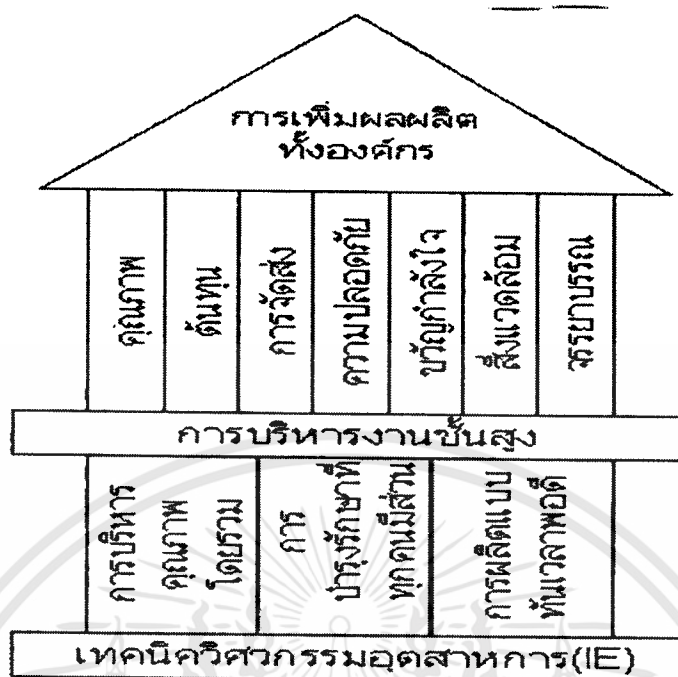 การเพิ่มผลผลิต
ทั้งองค์กร
คุณภาพ
ต้นทุน
การจัดส่ง
ความปลอดภัย
ขวัญกำลังใจ
สิ่งแวดล้อม
จรรยาบรรณ
การบริหารงานชั้นสูง
การบริหาร
คุณภาพ
โดยรวม
การ
บำรุงรักษาที่
ทุกคนมีส่วน
การผลิตแบบ
ทันเวลาพอดี
เทคนิควิศวกรรมอุตสาหการ(IE)